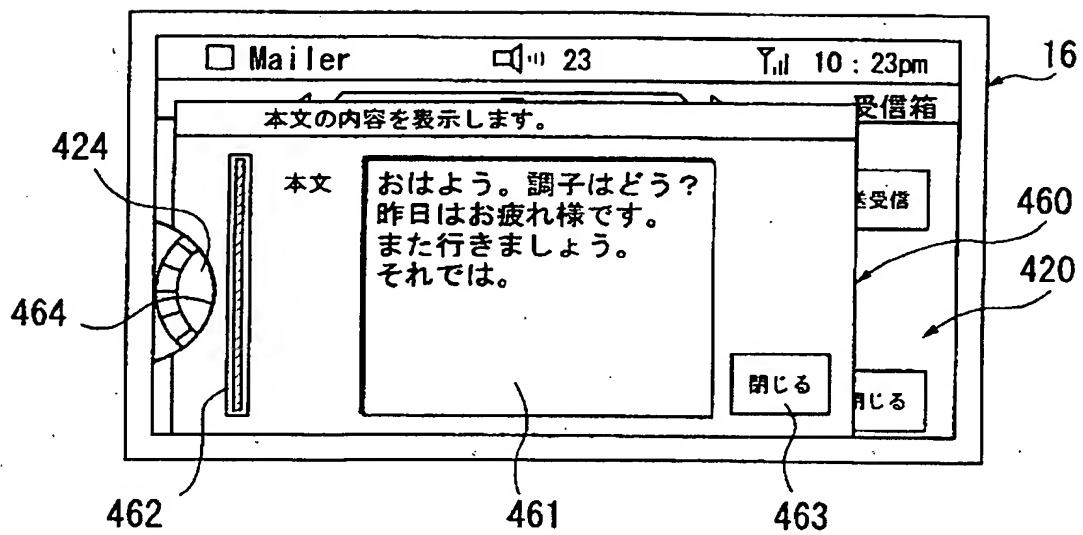 □ Mailer 23 10：23pm
16
受信箱
本文の内容を表示します。
424
本文
おはよう。調子はどう？
昨日はお疲れ様です。
また行きましょう。
それでは。
送受信
460
420
464
閉じる
閉じる
462
461
463